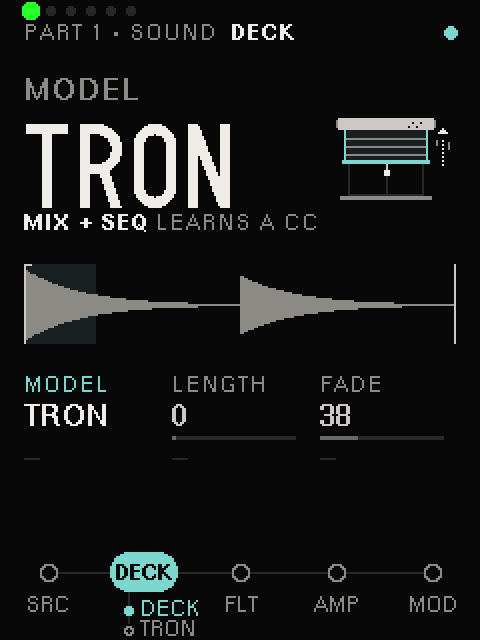 PART 1 · SOUND DECK
MODEL
TRON
MIX + SEQ LEARNS A CC
MODEL LENGTH FADE
TRON 0 38
DECK
SRC DECK FLT AMP MOD
TRON